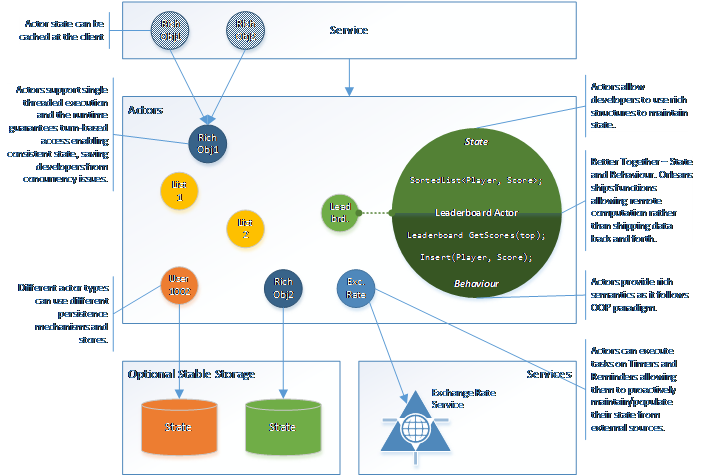 Actor state can be
cached at the client
Rich
Rich
Service
Actors support single
threaded execution
and the runtime
guarantees turn-based
access enabling
consistent state, saving
developers from
concurrency issues.
Actors
Rich
Obj1
List
1
List
2
Lead
brd.
State
SortedList<Player, Score>;
Leaderboard Actor
Leaderboard GetScores(top);
Insert(Player, Score);
Behaviour
Actors allow
developers to use rich
structures to maintain
state.
Better Together – State
and Behaviour. Orleans
ships functions
allowing remote
computation rather
than shipping data
back and forth.
Actors provide rich
semantics as it follows
OOP paradigm.
Different actor types
can use different
persistence
mechanisms and
stores.
User
Rich
Obj2
Exc.
Rate
Actors can execute
tasks on Timers and
Reminders allowing
them to proactively
maintain/populate
their state from
external sources.
Optional Stable Storage
State
State
Services
Exchange Rate
Service